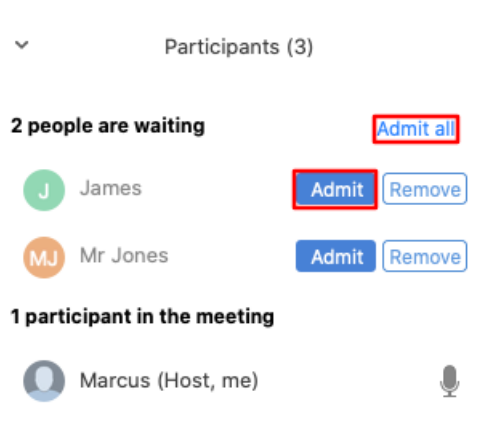 Participants (3)
2 people are waiting Admit all
J James Admit Remove
MJ Mr Jones Admit Remove
1 participant in the meeting
Marcus (Host, me)